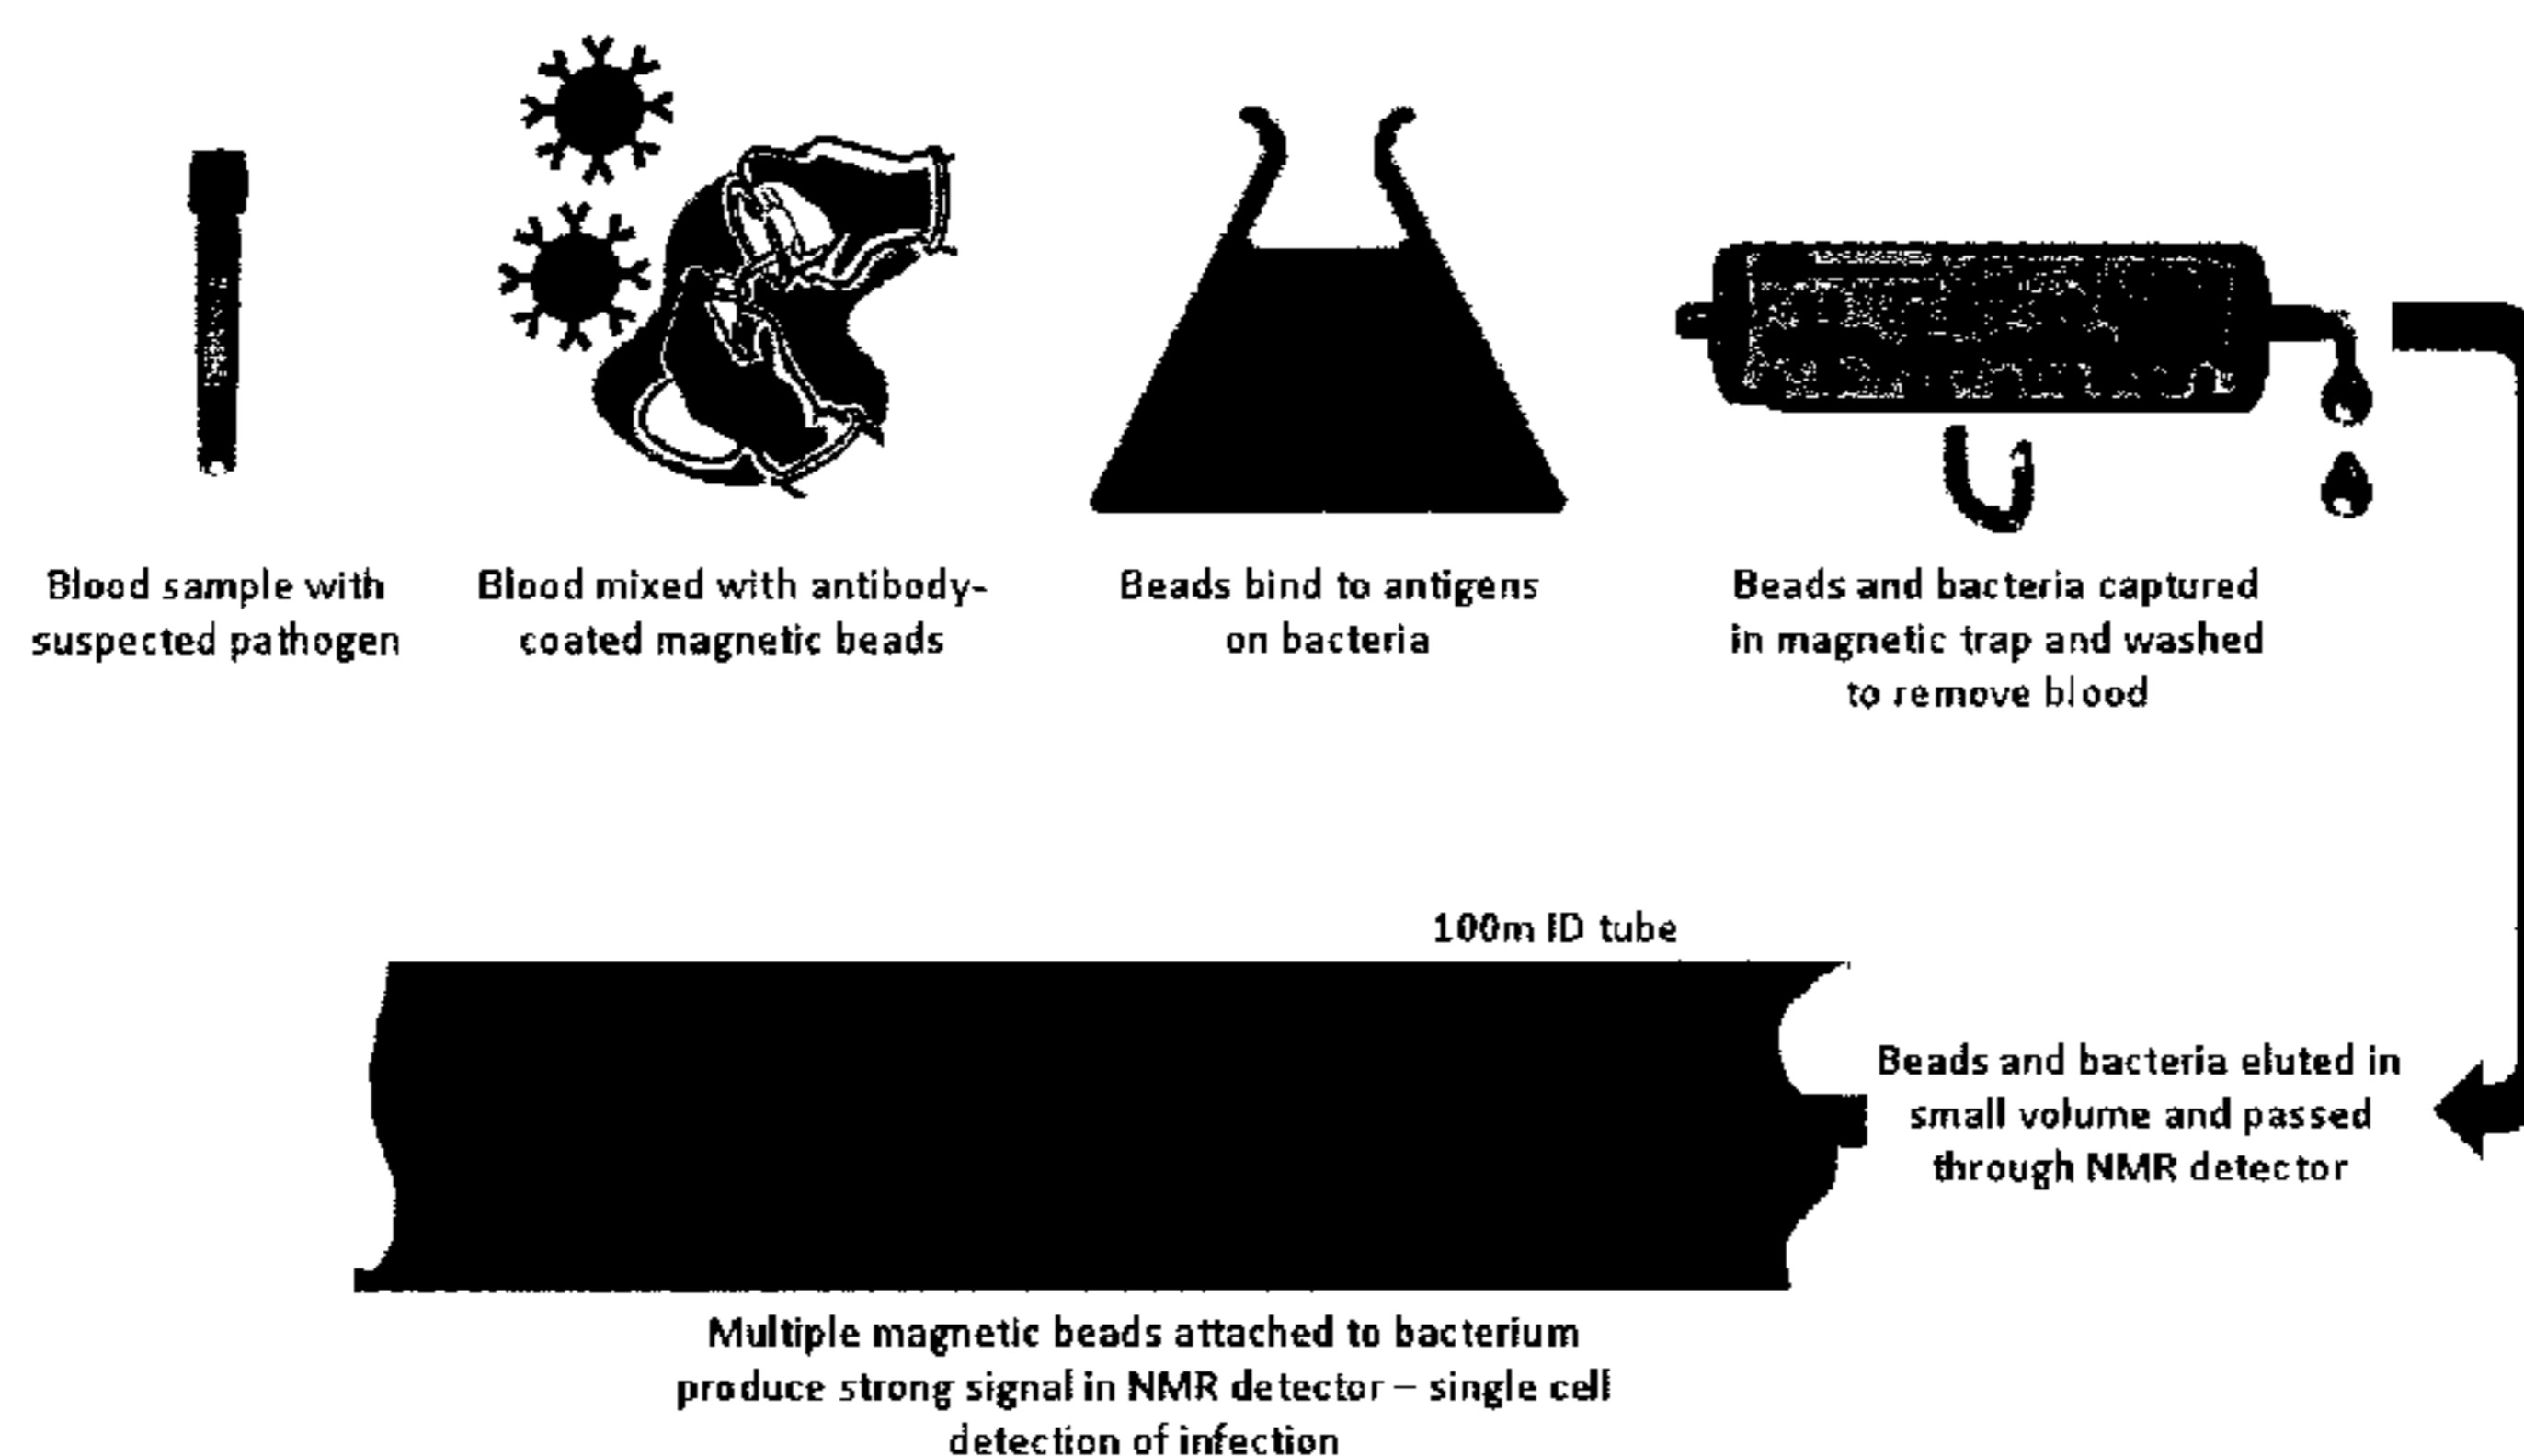 Blood sample with
suspected pathogen
Blood mixed with antibody-
coated magnetic beads
Beads bind to antigens
on bacteria
Beads and bacteria captured
in magnetic trap and washed
to remove blood
100m ID tube
Beads and bacteria eluted in
small volume and passed
through NMR detector
Multiple magnetic beads attached to bacterium
produce strong signal in NMR detector – single cell
detection of infection